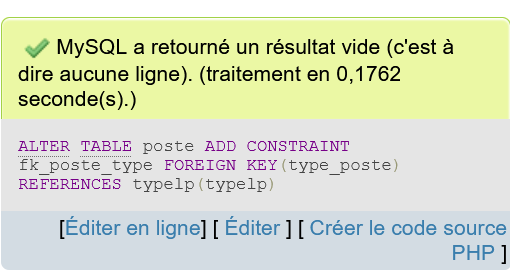 MySQL a retourné un résultat vide (c'est à
dire aucune ligne). (traitement en 0,1762
seconde(s).)
ALTER TABLE poste ADD CONSTRAINT
fk_poste_type FOREIGN KEY(type_poste)
REFERENCES typelp(typelp)
[Éditer en ligne] [ Éditer ] [ Créer le code source
PHP ]